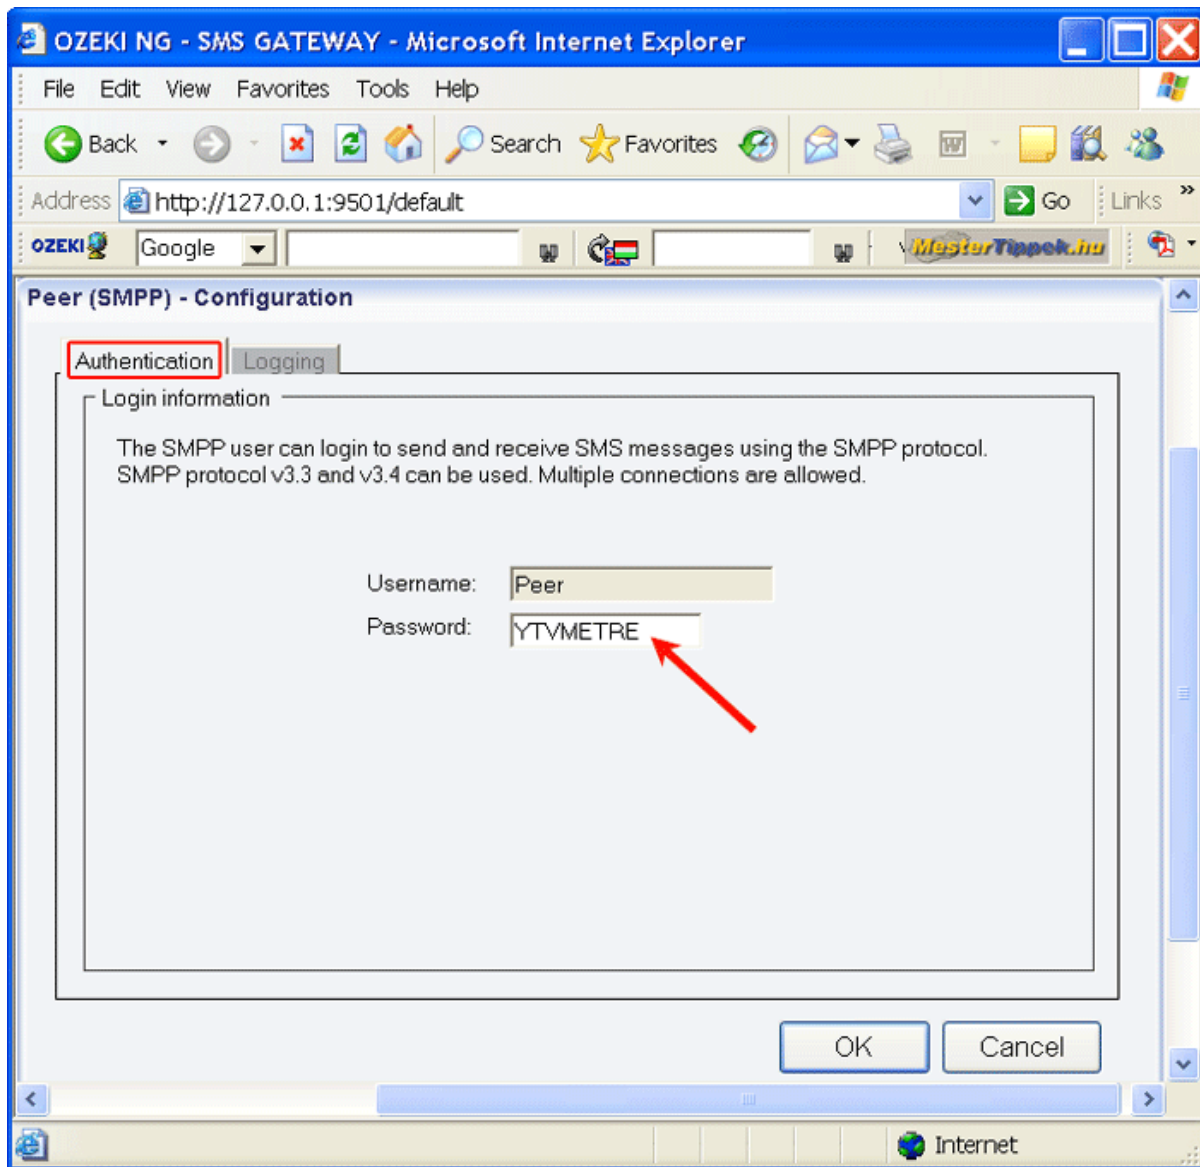 OZEKI NG - SMS GATEWAY - Microsoft Internet Explorer
File Edit View Favorites Tools Help
Back Search Favorites
Address http://127.0.0.1:9501/default Go Links »
OZEKI Google MesterTippek.hu
Peer (SMPP) - Configuration
Authentication Logging
Login information
The SMPP user can login to send and receive SMS messages using the SMPP protocol.
SMPP protocol v3.3 and v3.4 can be used. Multiple connections are allowed.
Username: Peer
Password: YTVMETRE
OK Cancel
Internet